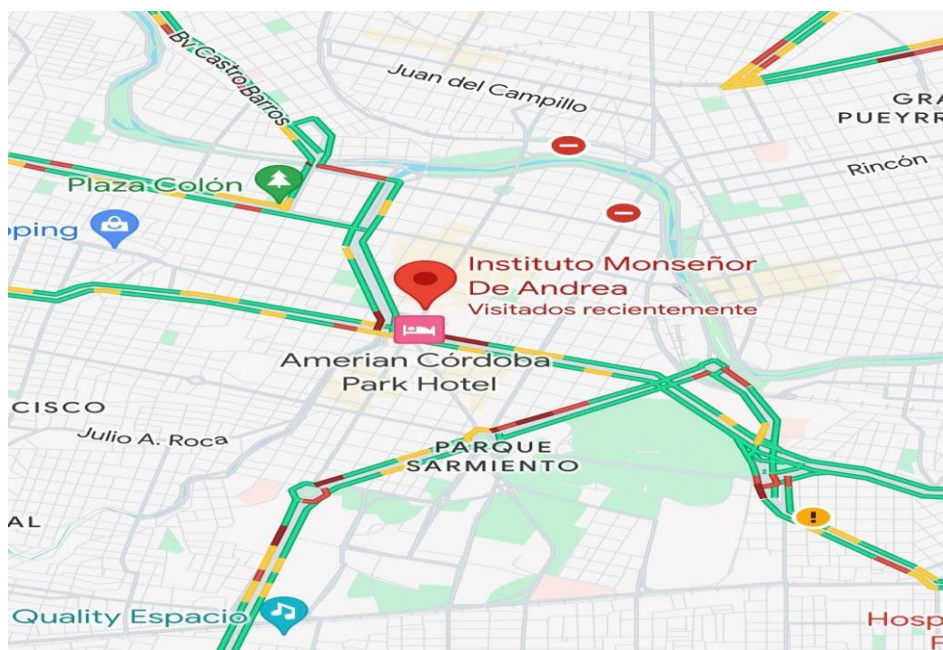 Bv. Castro Barros
Juan del Campillo
GRA
PUEYRR
Rincón
Plaza Colón
pping
Instituto Monseñor
De Andrea
Visitados recientemente
Amerian Córdoba
Park Hotel
CISCO
Julio A. Roca
PARQUE
SARMIENTO
AL
Quality Espacio
Hosp
F